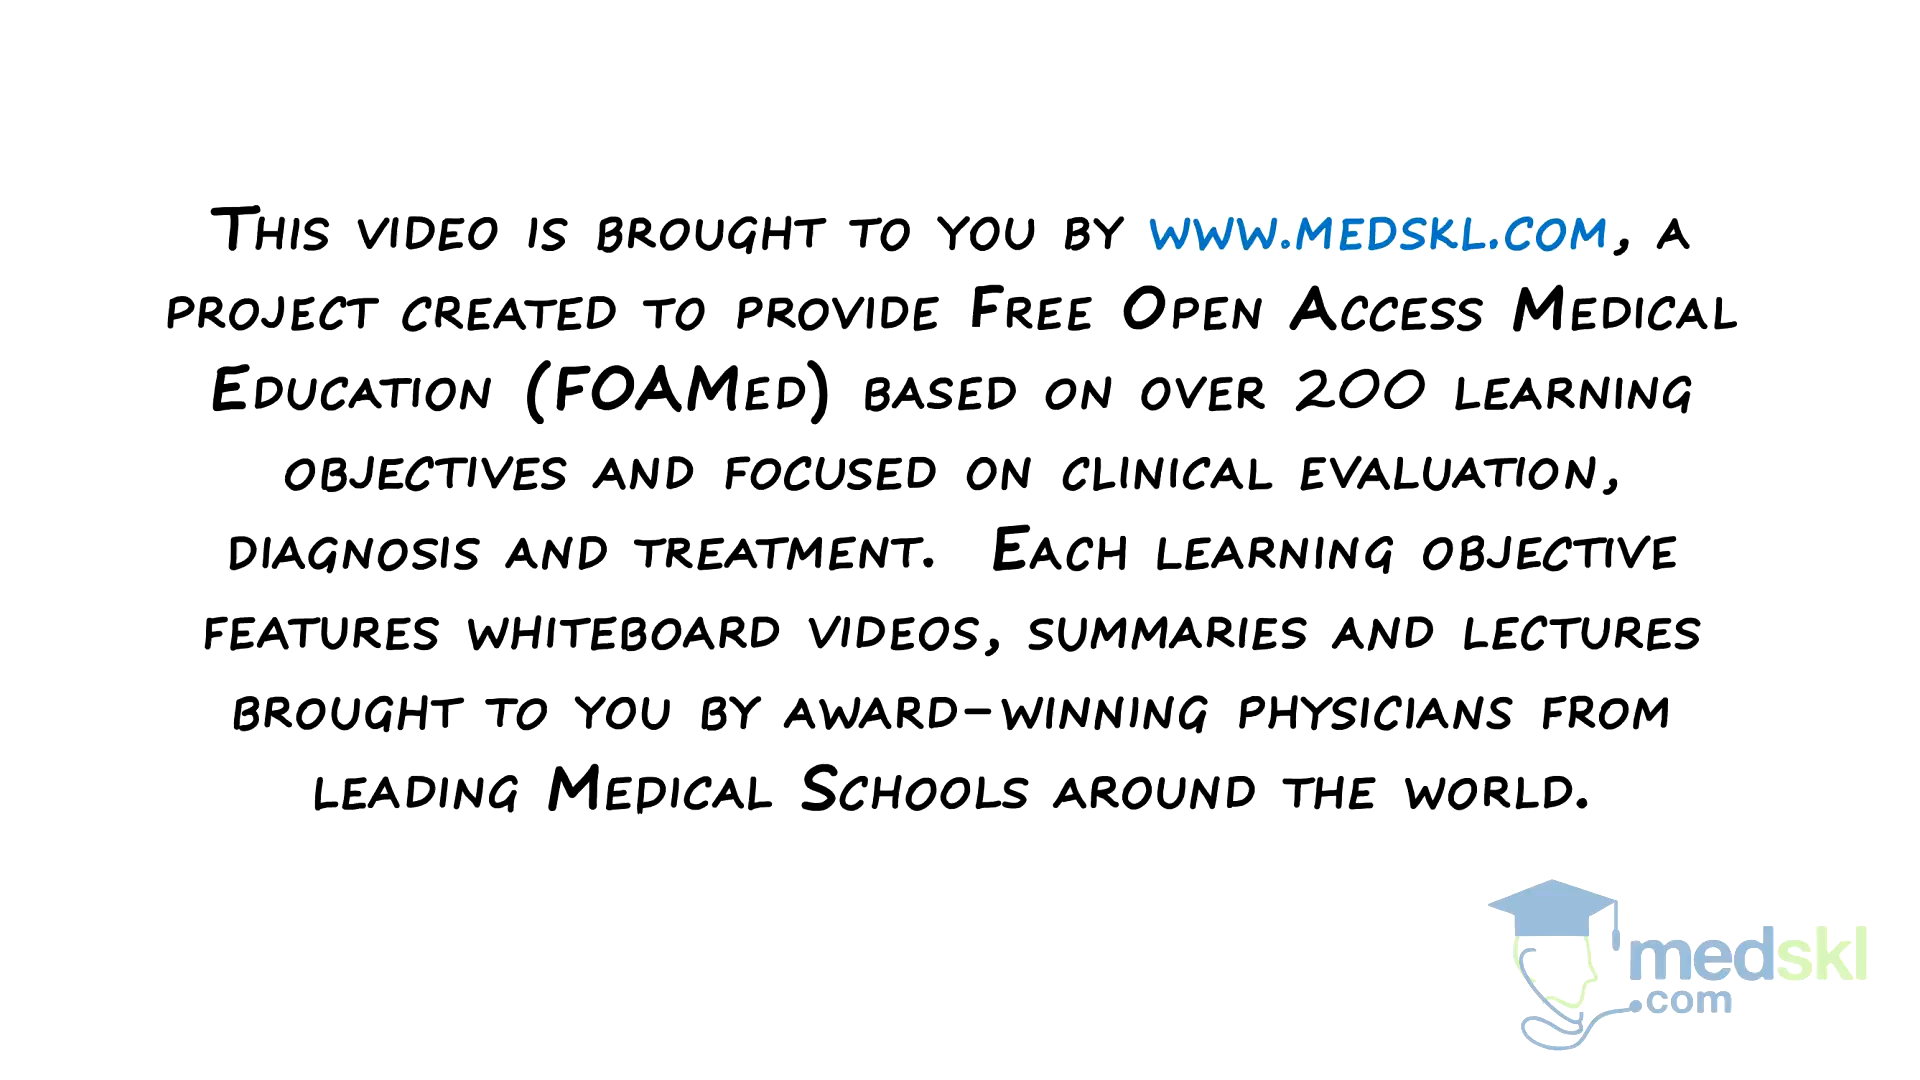 This video is brought to you by www.medskl.com, a
project created to provide Free Open Access Medical
Education (FOAMed) based on over 200 learning
objectives and focused on clinical evaluation,
diagnosis and treatment. Each learning objective
features whiteboard videos, summaries and lectures
brought to you by award-winning physicians from
leading Medical Schools around the world.
medskl
.com